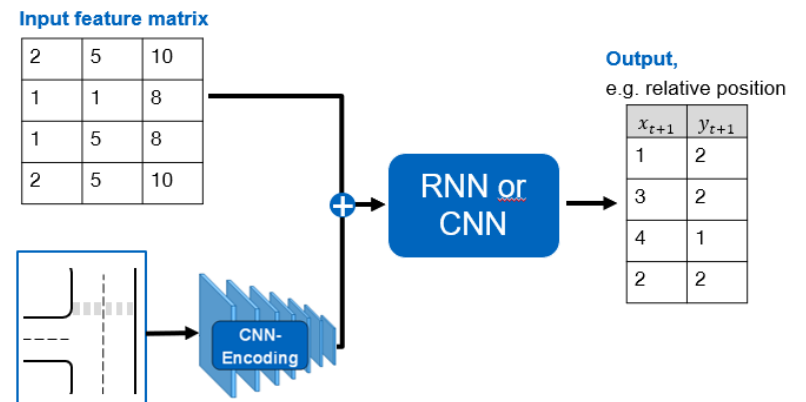 Input feature matrix
2 5 10
1 1 8
1 5 8
2 5 10
Output,
e.g. relative position
x_{t+1} y_{t+1}
1 2
3 2
4 1
2 2
+
RNN or
CNN
CNN-
Encoding